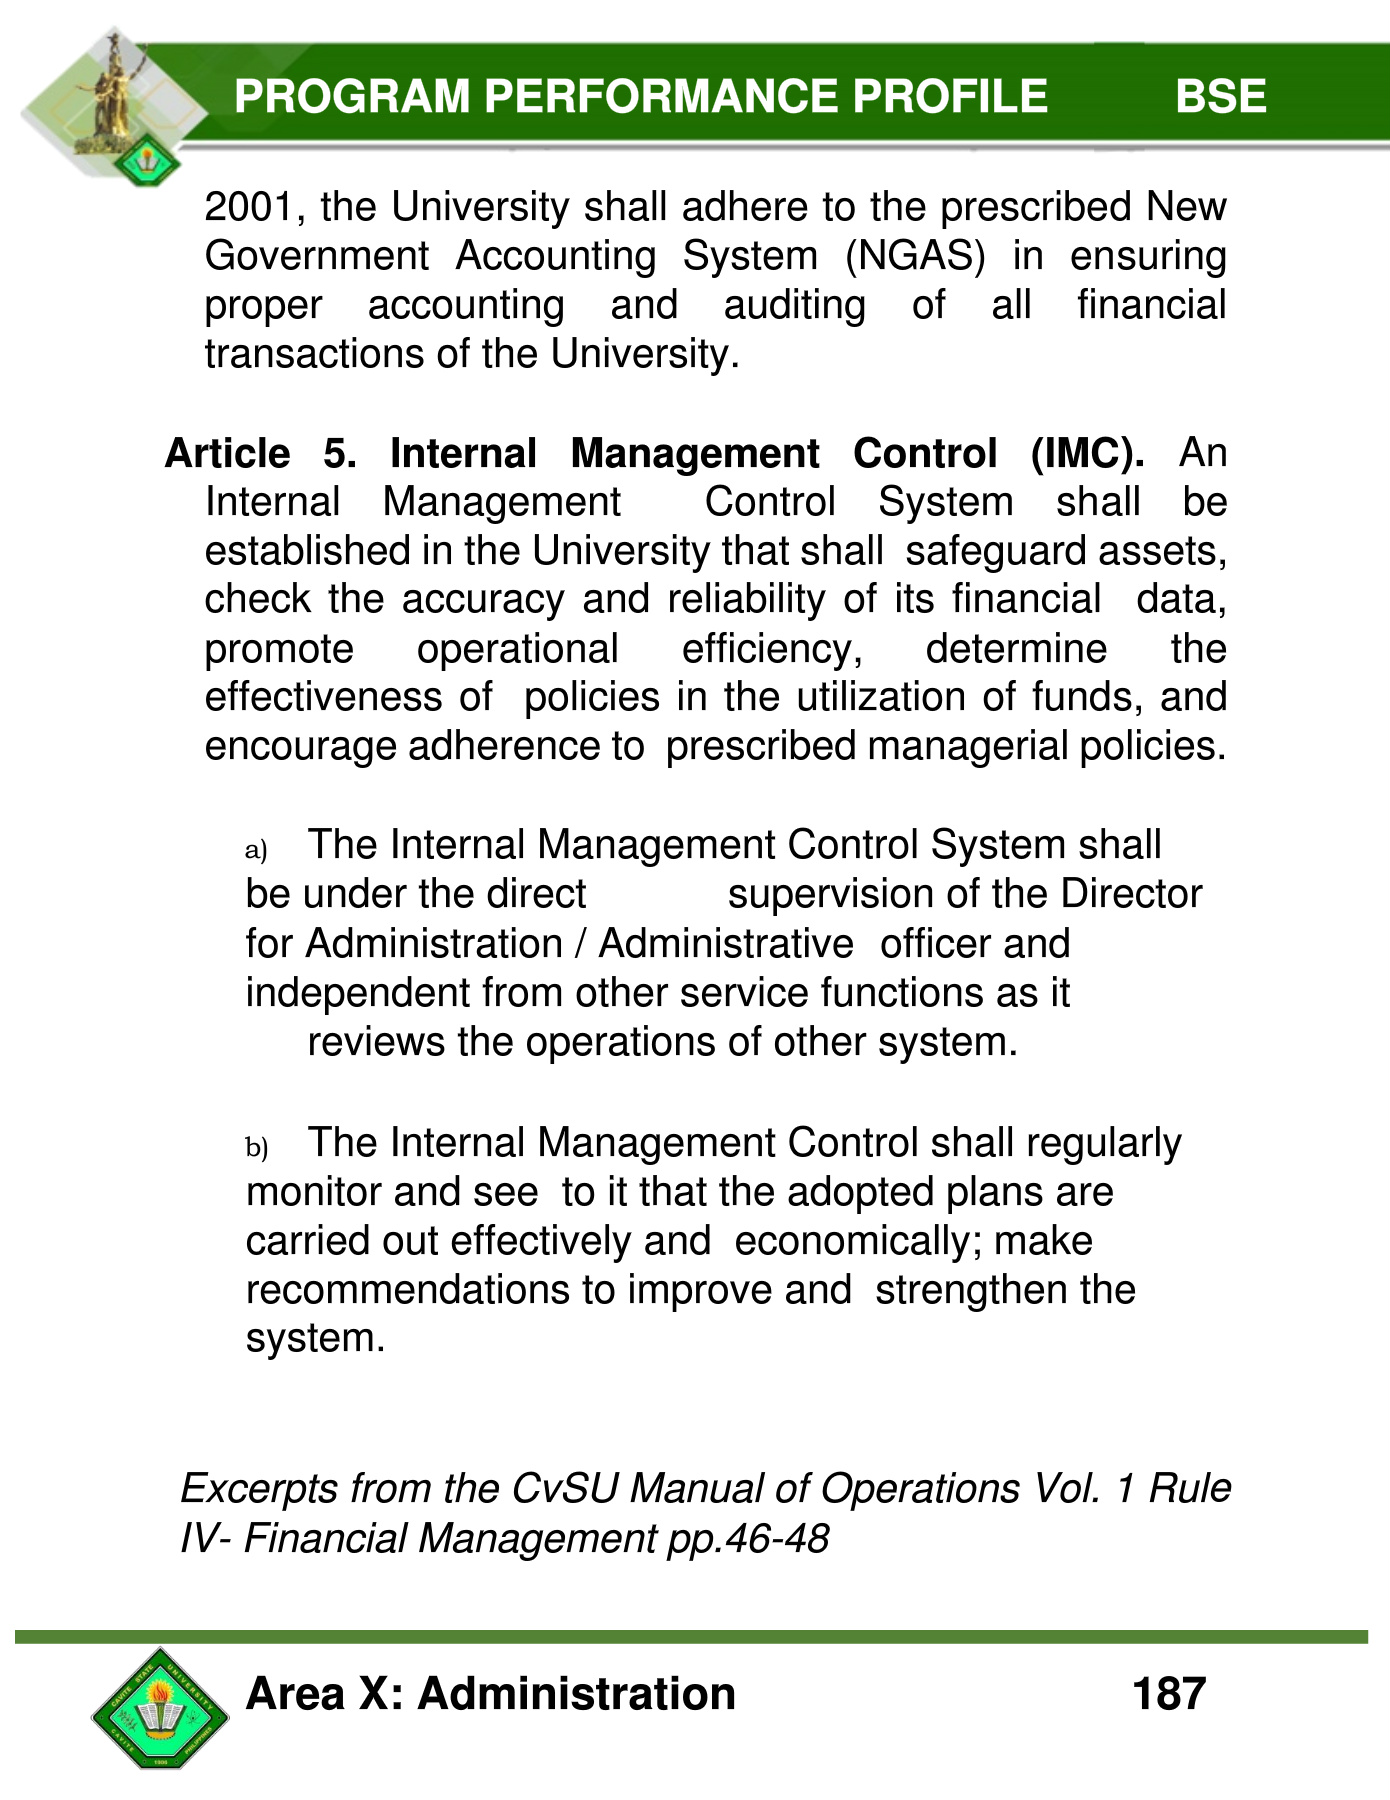 PROGRAM PERFORMANCE PROFILE BSE
2001, the University shall adhere to the prescribed New
Government Accounting System (NGAS) in ensuring
proper accounting and auditing of all financial
transactions of the University.
Article 5. Internal Management Control (IMC). An
Internal Management Control System shall be
established in the University that shall safeguard assets,
check the accuracy and reliability of its financial data,
promote operational efficiency, determine the
effectiveness of policies in the utilization of funds, and
encourage adherence to prescribed managerial policies.
a) The Internal Management Control System shall
be under the direct supervision of the Director
for Administration / Administrative officer and
independent from other service functions as it
reviews the operations of other system.
b) The Internal Management Control shall regularly
monitor and see to it that the adopted plans are
carried out effectively and economically; make
recommendations to improve and strengthen the
system.
Excerpts from the CvSU Manual of Operations Vol. 1 Rule
IV- Financial Management pp.46-48
CAVITE STATE UNIVERSITY
CAVITE PHILIPPINES
1906
Area X: Administration 187